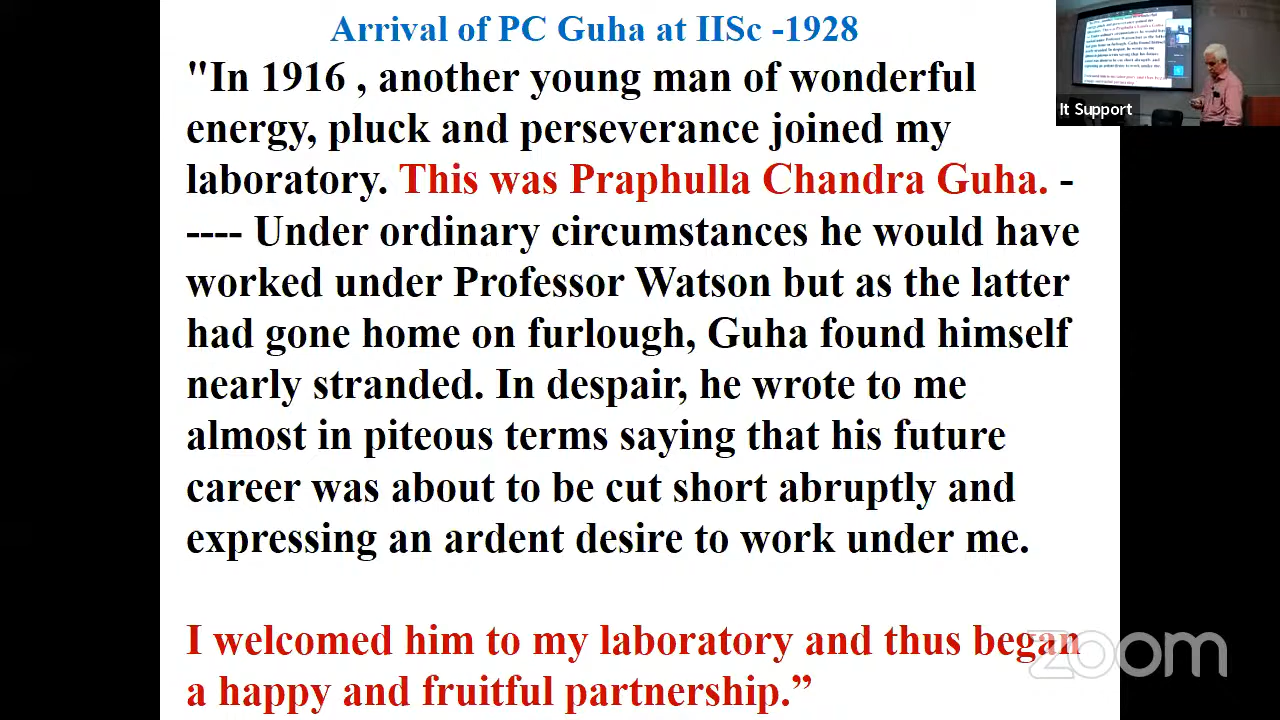 Arrival of PC Guha at IISc -1928
"In 1916 , another young man of wonderful
energy, pluck and perseverance joined my
laboratory. This was Praphulla Chandra Guha. -
---- Under ordinary circumstances he would have
worked under Professor Watson but as the latter
had gone home on furlough, Guha found himself
nearly stranded. In despair, he wrote to me
almost in piteous terms saying that his future
career was about to be cut short abruptly and
expressing an ardent desire to work under me.
I welcomed him to my laboratory and thus began
a happy and fruitful partnership.”
It Support
zoom